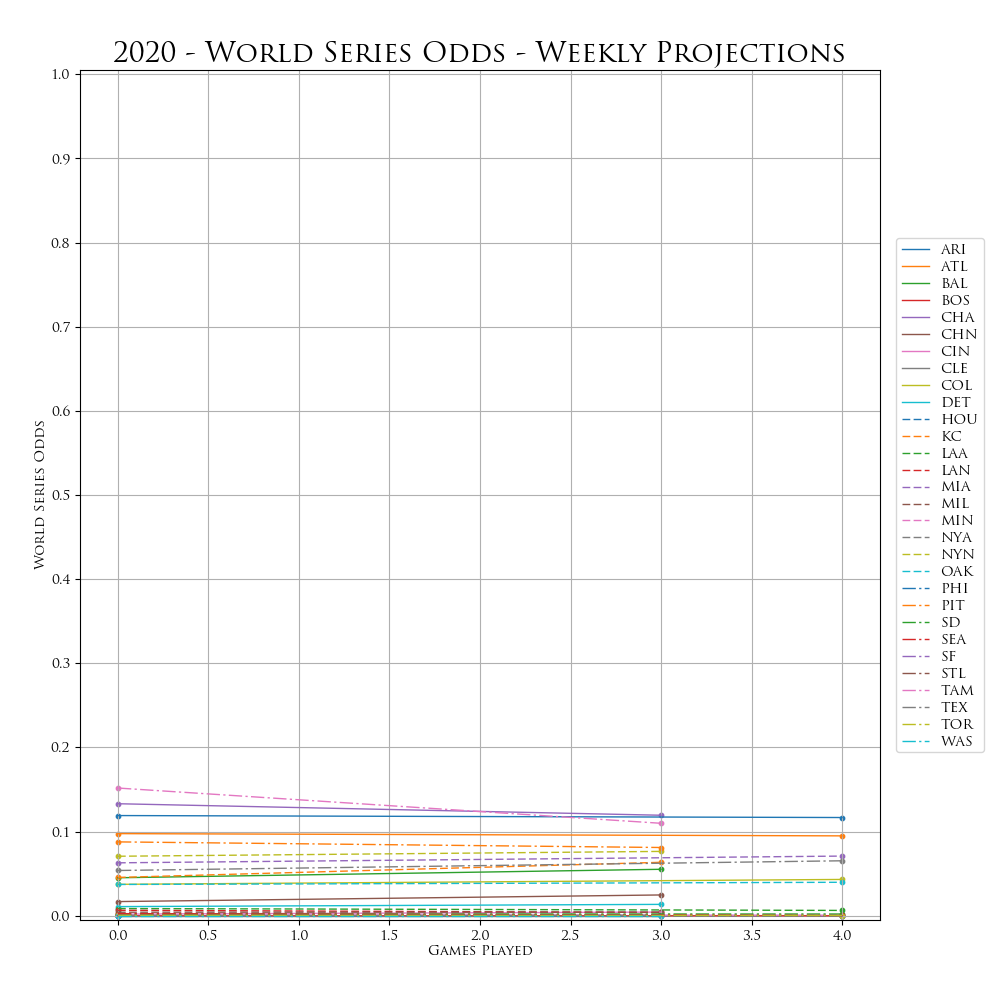 2020 - World Series Odds - Weekly Projections
1.0
0.9
0.8
0.7
0.6
0.5
0.4
0.3
0.2
0.1
0.0
World Series Odds
0.0 0.5 1.0 1.5 2.0 2.5 3.0 3.5 4.0
Games Played
ARI
ATL
BAL
BOS
CHA
CHN
CIN
CLE
COL
DET
HOU
KC
LAA
LAN
MIA
MIL
MIN
NYA
NYN
OAK
PHI
PIT
SD
SEA
SF
STL
TAM
TEX
TOR
WAS